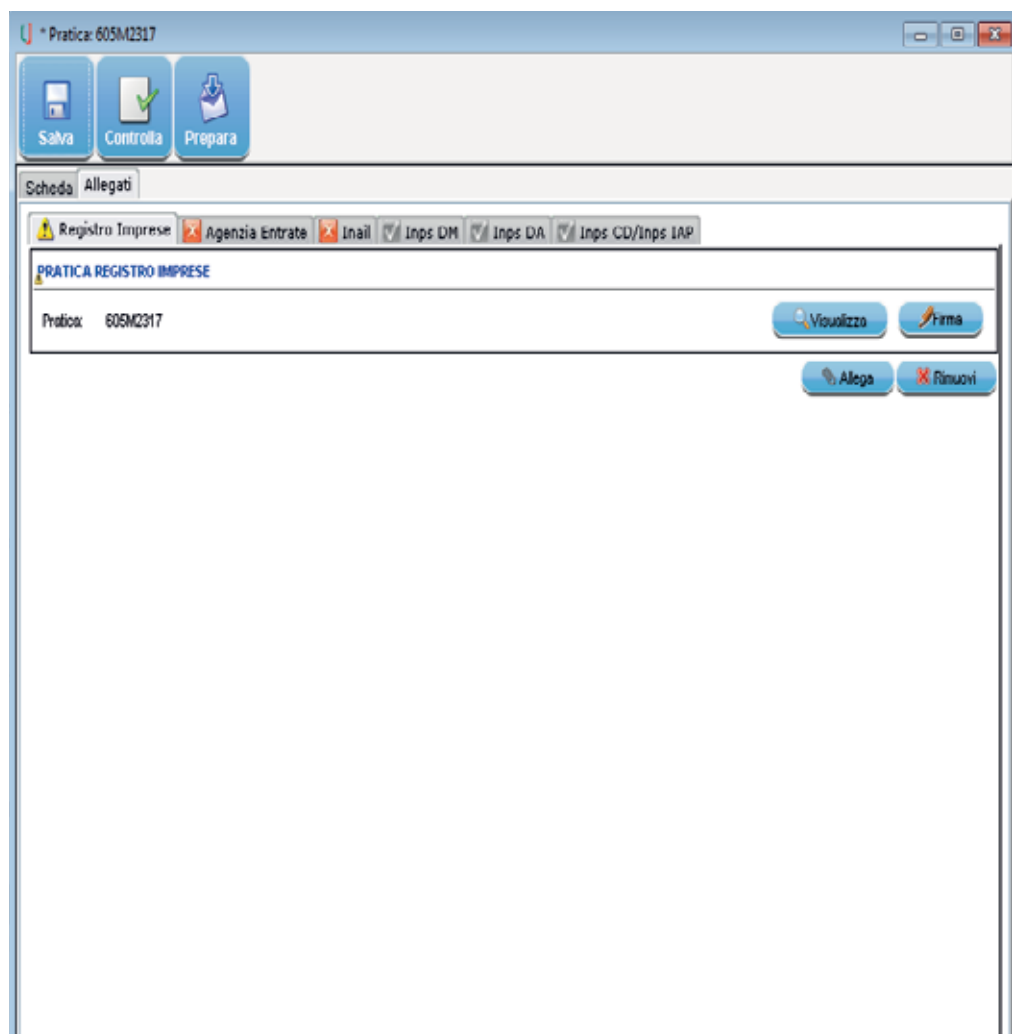 * Pratica: 605M2317
Salva Controlla Prepara
Scheda Allegati
Registro Imprese Agenzia Entrate Inail Inps DM Inps DA Inps CD/Inps IAP
PRATICA REGISTRO IMPRESE
Pratica: 605M2317 Visualizza Firma
Allega Rimuovi